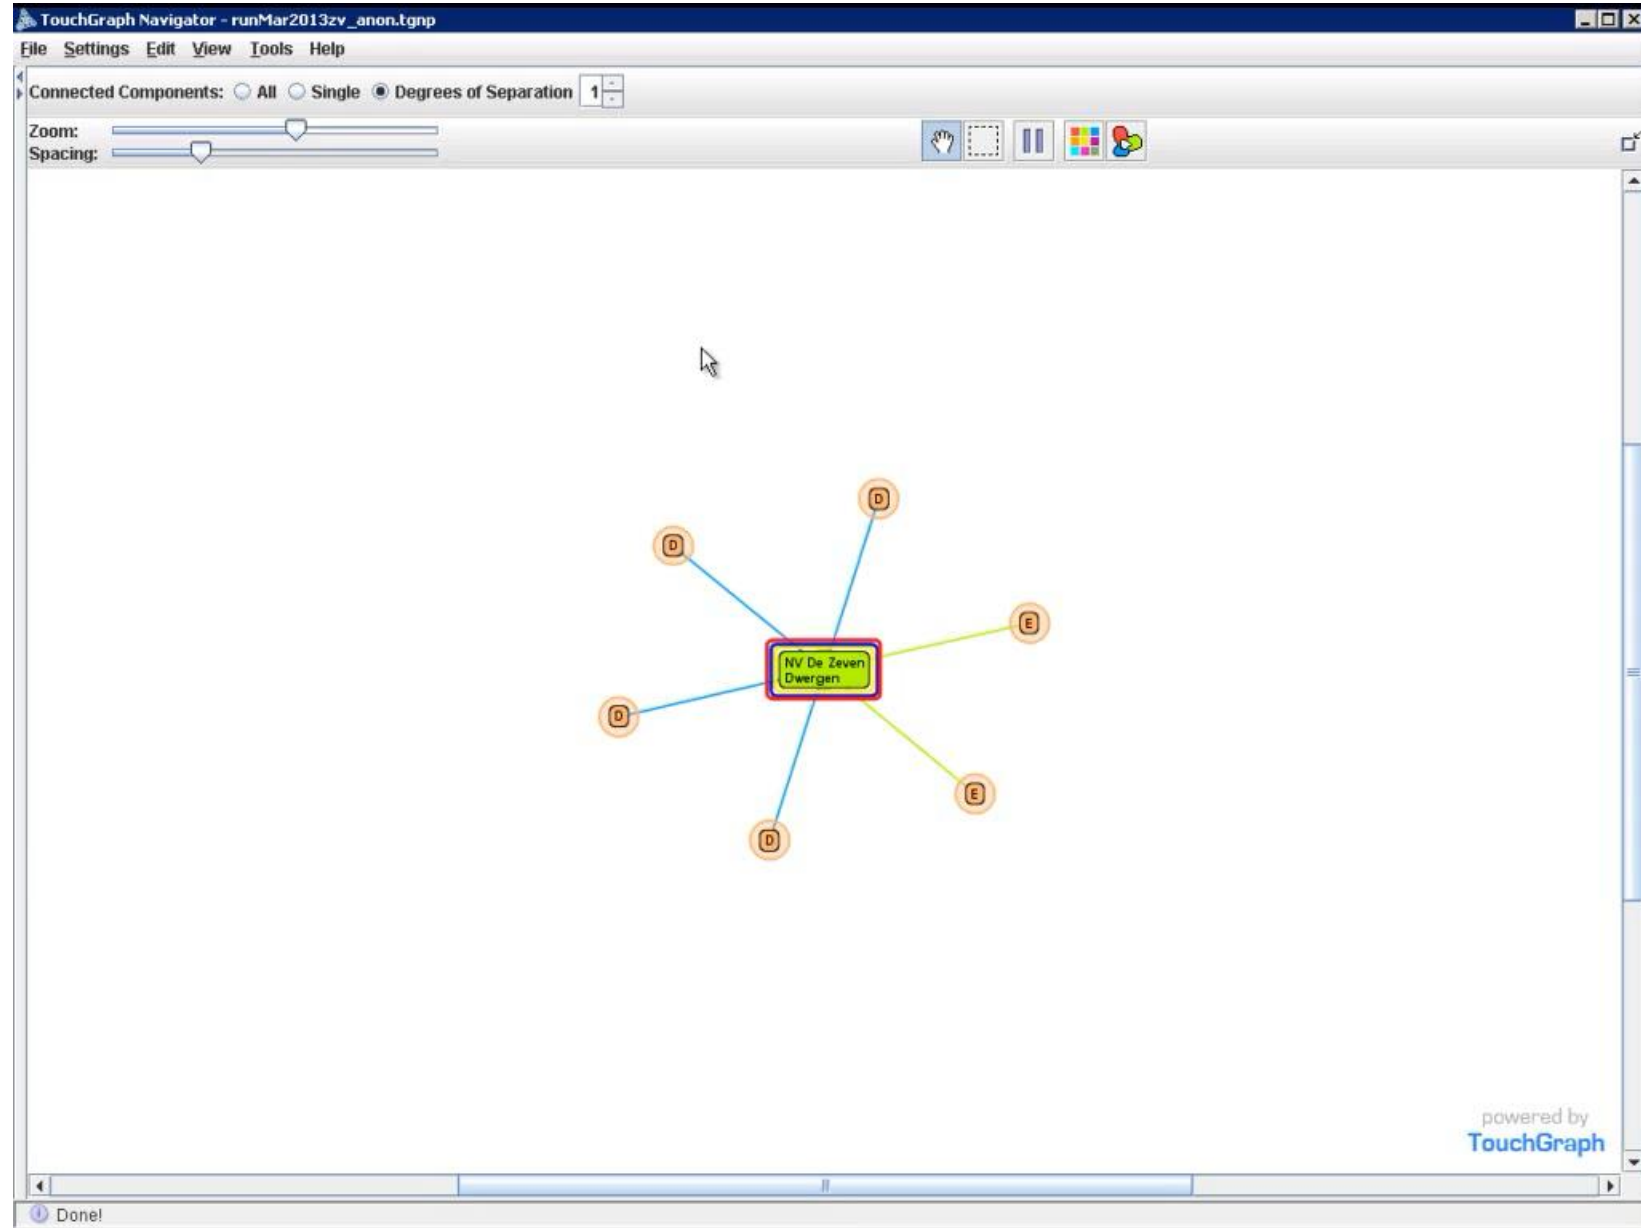 TouchGraph Navigator - runMar2013zv_anon.tgnp
File Settings Edit View Tools Help
Connected Components: All Single Degrees of Separation 1
Zoom:
Spacing:
D
D
E
NV De Zeven
Dwergen
D
E
D
powered by
TouchGraph
Done!